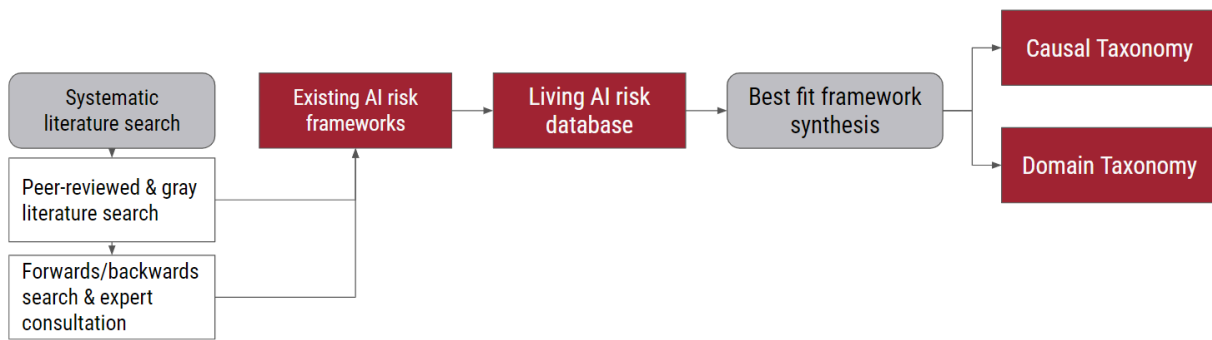 Systematic
literature search
Peer-reviewed & gray
literature search
Forwards/backwards
search & expert
consultation
Existing AI risk
frameworks
Living AI risk
database
Best fit framework
synthesis
Causal Taxonomy
Domain Taxonomy